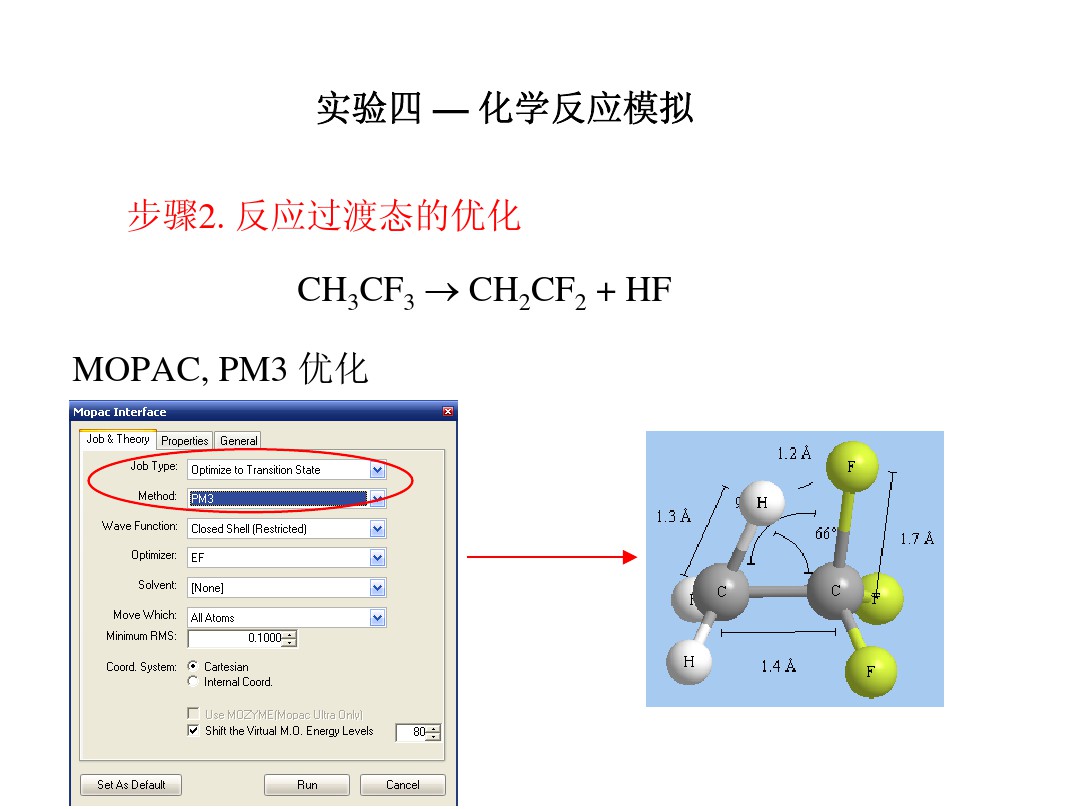 实验四 — 化学反应模拟
步骤2. 反应过渡态的优化
CH3CF3 → CH2CF2 + HF
MOPAC, PM3 优化
Mopac Interface
Job & Theory Properties General
Job Type: Optimize to Transition State
Method: PM3
Wave Function: Closed Shell (Restricted)
Optimizer: EF
Solvent: [None]
Move Which: All Atoms
Minimum RMS: 0.1000
Coord. System: Cartesian
Internal Coord.
Use MOZYME(Mopac Ultra Only)
Shift the Virtual M.O. Energy Levels 80
Set As Default Run Cancel
1.2 Å
F
H
1.3 Å
66°
1.7 Å
C
C
F
H
1.4 Å
F